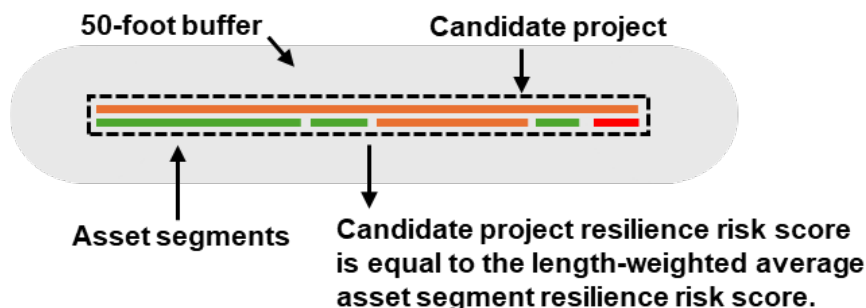 50-foot buffer
Candidate project
Asset segments
Candidate project resilience risk score
is equal to the length-weighted average
asset segment resilience risk score.